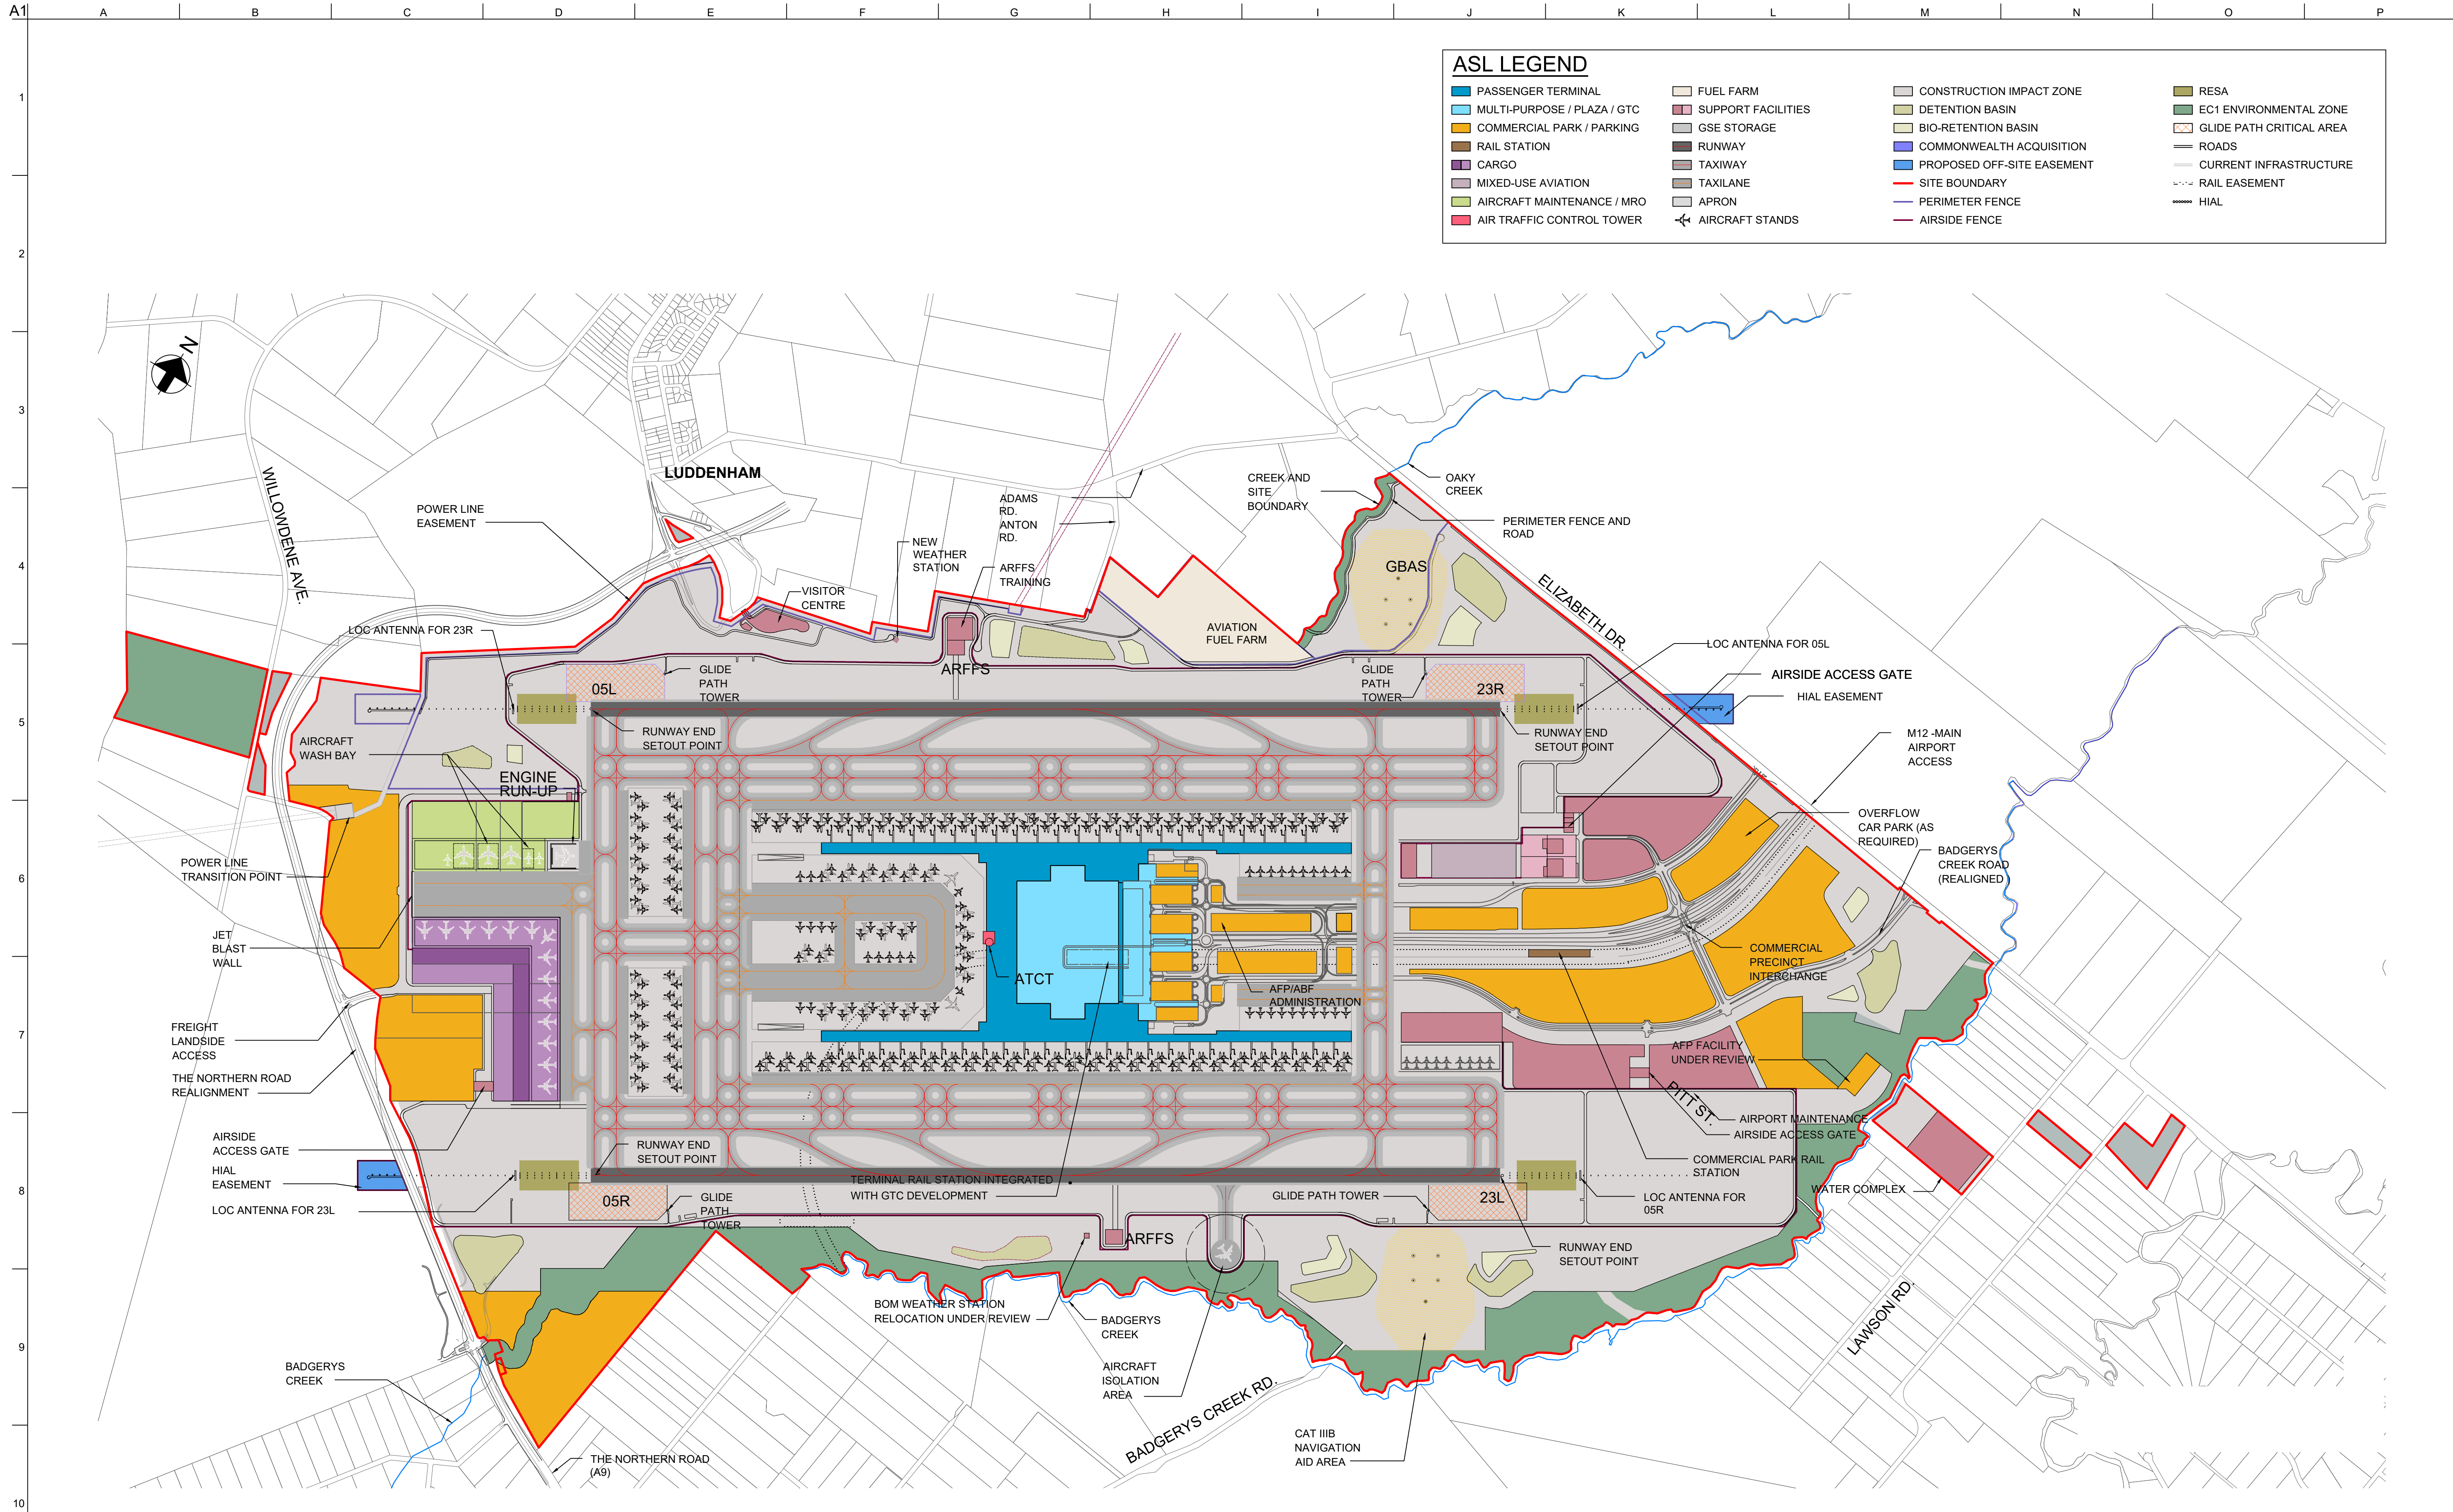 A1
A
B
C
D
E
F
G
H
I
J
K
L
M
N
O
P
1
2
3
4
5
6
7
8
9
10
ASL LEGEND
PASSENGER TERMINAL
MULTI-PURPOSE / PLAZA / GTC
COMMERCIAL PARK / PARKING
RAIL STATION
CARGO
MIXED-USE AVIATION
AIRCRAFT MAINTENANCE / MRO
AIR TRAFFIC CONTROL TOWER
FUEL FARM
SUPPORT FACILITIES
GSE STORAGE
RUNWAY
TAXIWAY
TAXILANE
APRON
AIRCRAFT STANDS
CONSTRUCTION IMPACT ZONE
DETENTION BASIN
BIO-RETENTION BASIN
COMMONWEALTH ACQUISITION
PROPOSED OFF-SITE EASEMENT
SITE BOUNDARY
PERIMETER FENCE
AIRSIDE FENCE
RESA
EC1 ENVIRONMENTAL ZONE
GLIDE PATH CRITICAL AREA
ROADS
CURRENT INFRASTRUCTURE
RAIL EASEMENT
HIAL
N
LUDDENHAM
WILLOWDENE AVE.
POWER LINE
EASEMENT
ADAMS
RD.
ANTON
RD.
NEW
WEATHER
STATION
ARFFS
TRAINING
VISITOR
CENTRE
CREEK AND
SITE
BOUNDARY
OAKY
CREEK
PERIMETER FENCE AND
ROAD
GBAS
ELIZABETH DR.
AVIATION
FUEL FARM
LOC ANTENNA FOR 23R
LOC ANTENNA FOR 05L
ARFFS
GLIDE
PATH
TOWER
GLIDE
PATH
TOWER
05L
23R
AIRSIDE ACCESS GATE
HIAL EASEMENT
RUNWAY END
SETOUT POINT
RUNWAY END
SETOUT POINT
M12 -MAIN
AIRPORT
ACCESS
AIRCRAFT
WASH BAY
ENGINE
RUN-UP
OVERFLOW
CAR PARK (AS
REQUIRED)
BADGERYS
CREEK ROAD
(REALIGNED
POWER LINE
TRANSITION POINT
JET
BLAST
WALL
COMMERCIAL
PRECINCT
INTERCHANGE
ATCT
AFP/ABF
ADMINISTRATION
FREIGHT
LANDSIDE
ACCESS
AFP FACILITY
UNDER REVIEW
THE NORTHERN ROAD
REALIGNMENT
PITT ST.
AIRPORT MAINTENANCE
AIRSIDE ACCESS GATE
AIRSIDE
ACCESS GATE
RUNWAY END
SETOUT POINT
COMMERCIAL PARK RAIL
STATION
HIAL
EASEMENT
TERMINAL RAIL STATION INTEGRATED
WITH GTC DEVELOPMENT
GLIDE PATH TOWER
05R
23L
GLIDE
PATH
TOWER
LOC ANTENNA FOR
05R
WATER COMPLEX
LOC ANTENNA FOR 23L
ARFFS
RUNWAY END
SETOUT POINT
BOM WEATHER STATION
RELOCATION UNDER REVIEW
BADGERYS
CREEK
LAWSON RD.
BADGERYS
CREEK
AIRCRAFT
ISOLATION
AREA
BADGERYS CREEK RD.
CAT IIIB
NAVIGATION
AID AREA
THE NORTHERN ROAD
(A9)